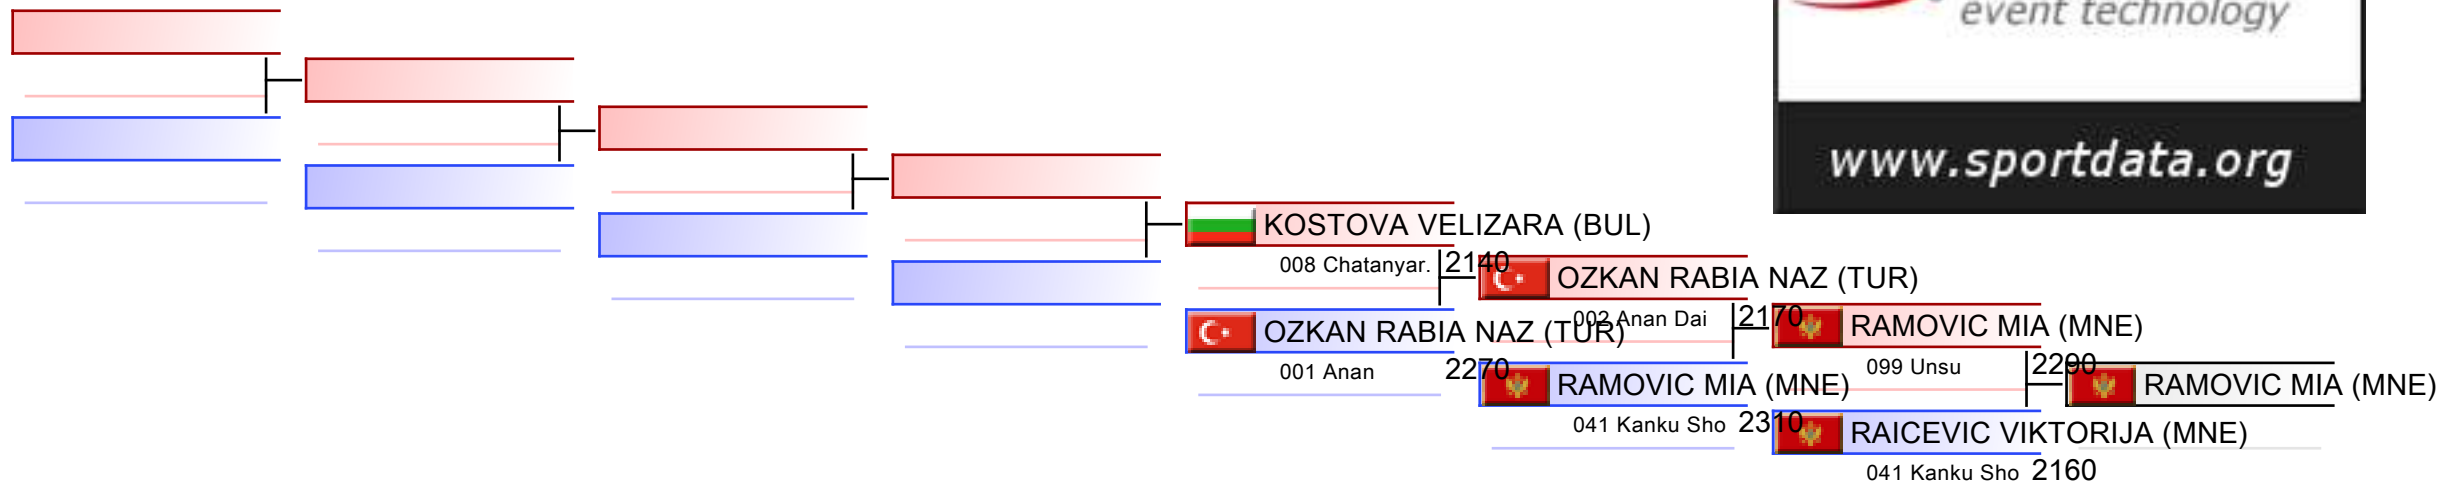 event technology
www.sportdata.org
KOSTOVA VELIZARA (BUL)
008 Chatanyar. 2140
OZKAN RABIA NAZ (TUR)
001 Anan 2270
OZKAN RABIA NAZ (TUR)
002 Anan Dai 2170
RAMOVIC MIA (MNE)
041 Kanku Sho 2310
RAMOVIC MIA (MNE)
099 Unsu 2290
RAICEVIC VIKTORIJA (MNE)
041 Kanku Sho 2160
RAMOVIC MIA (MNE)